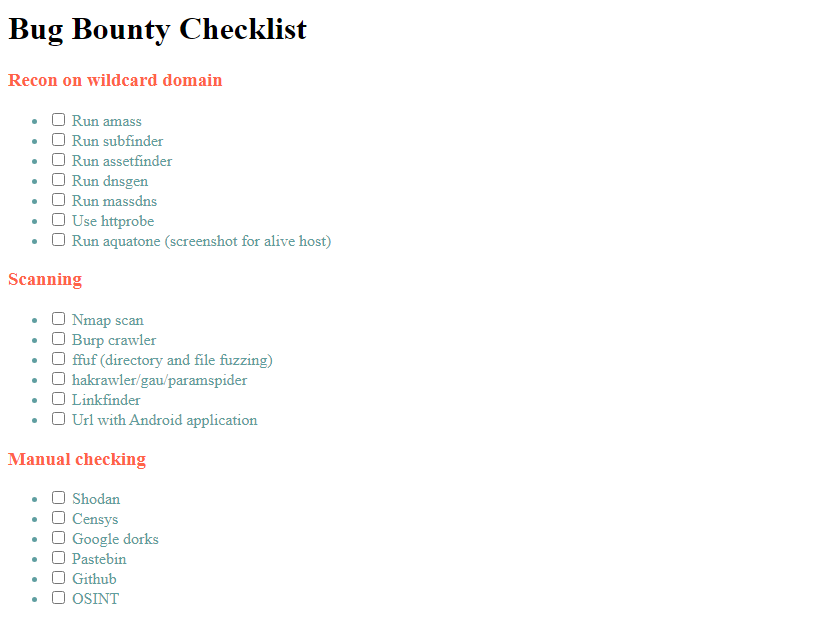 Bug Bounty Checklist
Recon on wildcard domain
Run amass
Run subfinder
Run assetfinder
Run dnsgen
Run massdns
Use httprobe
Run aquatone (screenshot for alive host)
Scanning
Nmap scan
Burp crawler
ffuf (directory and file fuzzing)
hakrawler/gau/paramspider
Linkfinder
Url with Android application
Manual checking
Shodan
Censys
Google dorks
Pastebin
Github
OSINT